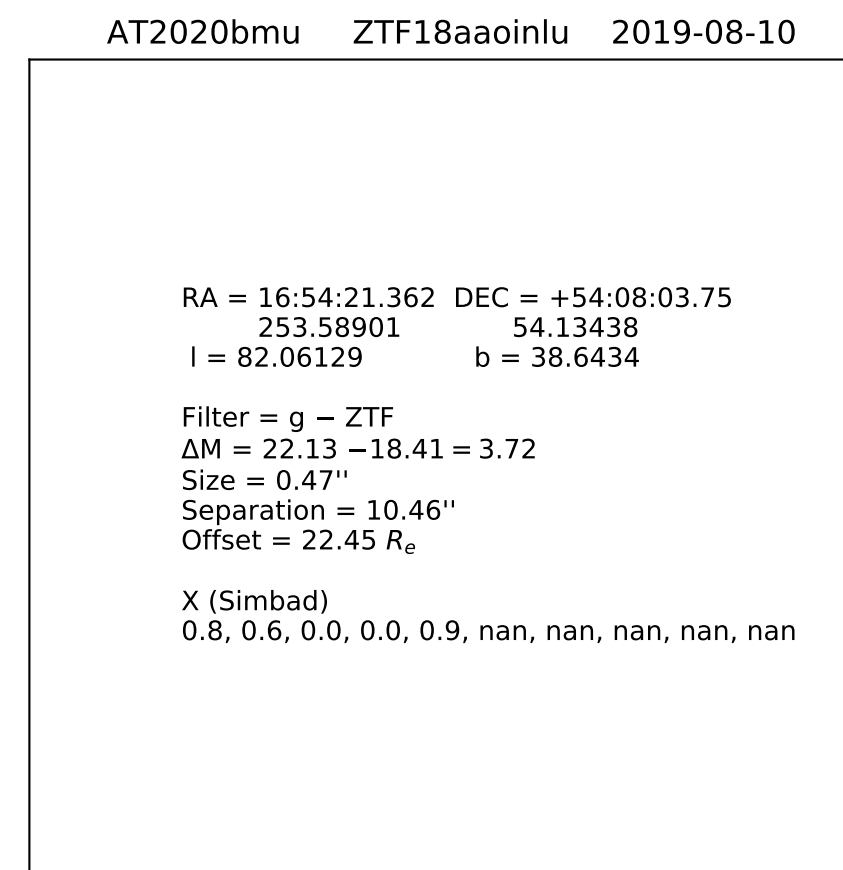 AT2020bmu ZTF18aaoinlu 2019-08-10
RA = 16:54:21.362 DEC = +54:08:03.75
253.58901 54.13438
l = 82.06129 b = 38.6434
Filter = g − ZTF
ΔM = 22.13 −18.41 = 3.72
Size = 0.47''
Separation = 10.46''
Offset = 22.45 Re
X (Simbad)
0.8, 0.6, 0.0, 0.0, 0.9, nan, nan, nan, nan, nan